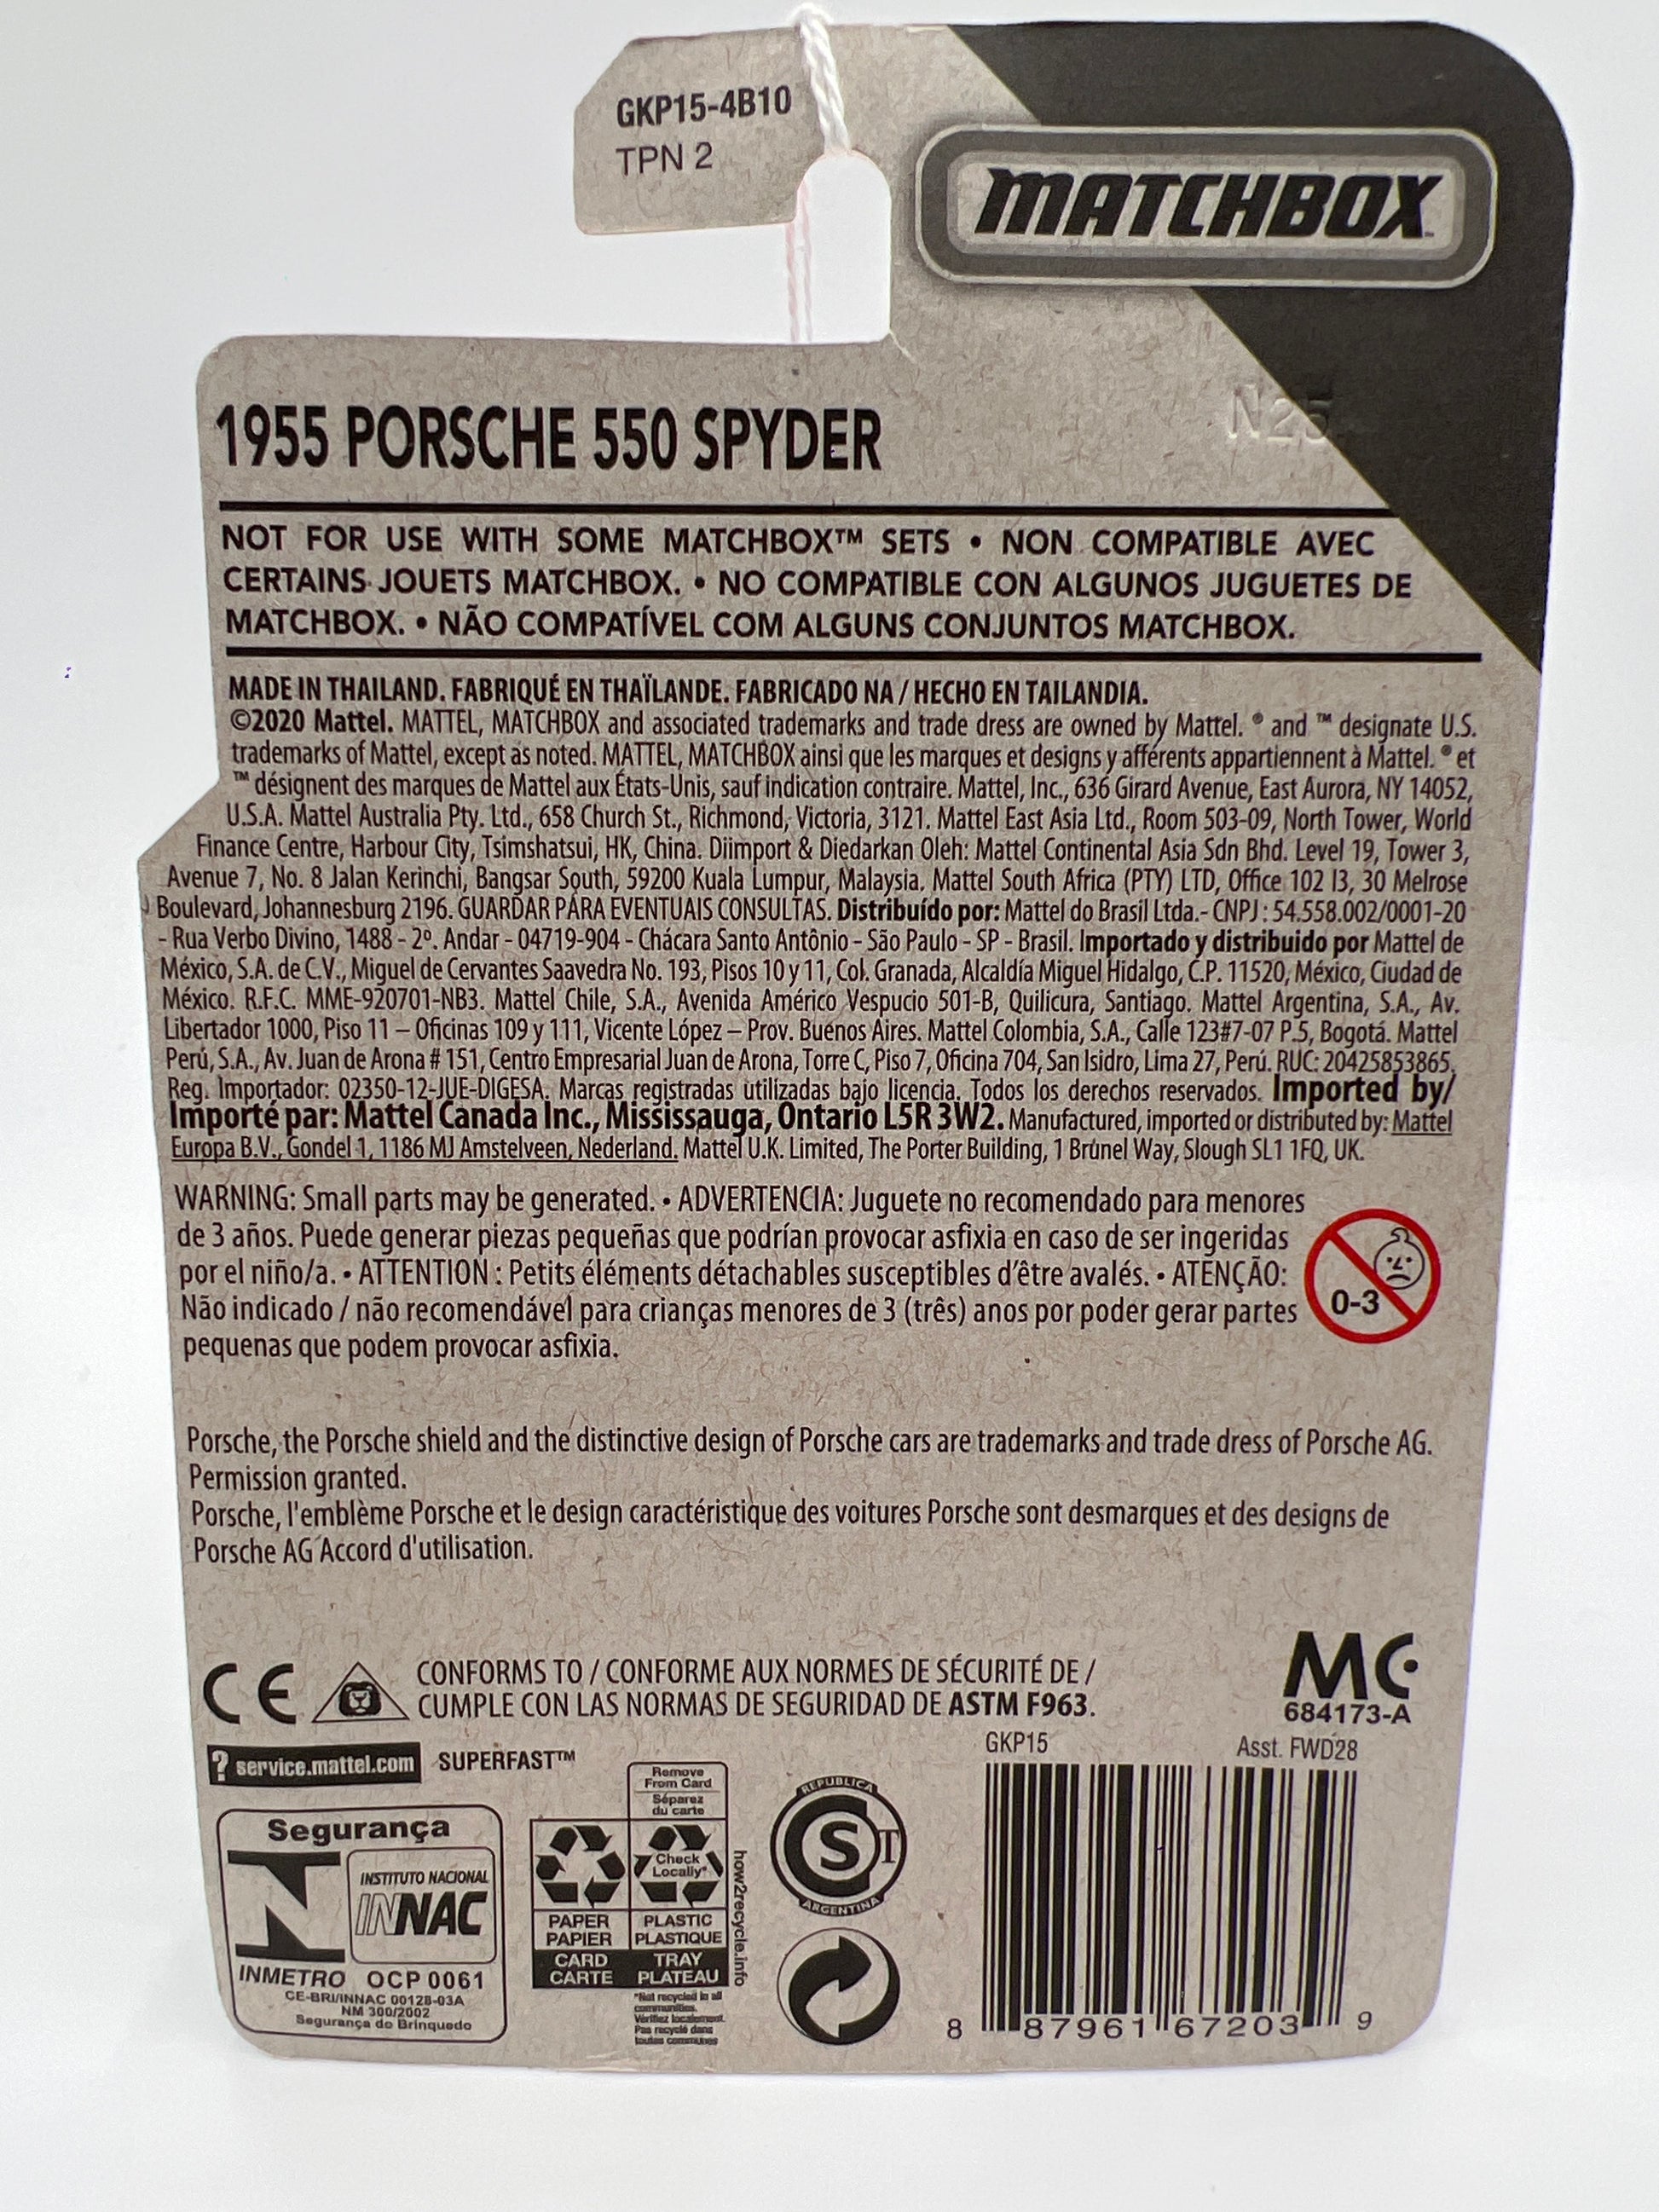 GKP15-4B10
TPN 2
MATCHBOX
N25
1955 PORSCHE 550 SPYDER
NOT FOR USE WITH SOME MATCHBOX™ SETS • NON COMPATIBLE AVEC
CERTAINS JOUETS MATCHBOX. • NO COMPATIBLE CON ALGUNOS JUGUETES DE
MATCHBOX. • NÃO COMPATÍVEL COM ALGUNS CONJUNTOS MATCHBOX.
MADE IN THAILAND. FABRIQUÉ EN THAÏLANDE. FABRICADO NA / HECHO EN TAILANDIA.
©2020 Mattel. MATTEL, MATCHBOX and associated trademarks and trade dress are owned by Mattel. ® and ™ designate U.S.
trademarks of Mattel, except as noted. MATTEL, MATCHBOX ainsi que les marques et designs y afférents appartiennent à Mattel. ® et
™ désignent des marques de Mattel aux États-Unis, sauf indication contraire. Mattel, Inc., 636 Girard Avenue, East Aurora, NY 14052,
U.S.A. Mattel Australia Pty. Ltd., 658 Church St., Richmond, Victoria, 3121. Mattel East Asia Ltd., Room 503-09, North Tower, World
Finance Centre, Harbour City, Tsimshatsui, HK, China. Diimport & Diedarkan Oleh: Mattel Continental Asia Sdn Bhd. Level 19, Tower 3,
Avenue 7, No. 8 Jalan Kerinchi, Bangsar South, 59200 Kuala Lumpur, Malaysia. Mattel South Africa (PTY) LTD, Office 102 I3, 30 Melrose
Boulevard, Johannesburg 2196. GUARDAR PARA EVENTUAIS CONSULTAS. Distribuído por: Mattel do Brasil Ltda.- CNPJ : 54.558.002/0001-20
- Rua Verbo Divino, 1488 - 2º. Andar - 04719-904 - Chácara Santo Antônio - São Paulo - SP - Brasil. Importado y distribuido por Mattel de
México, S.A. de C.V., Miguel de Cervantes Saavedra No. 193, Pisos 10 y 11, Col. Granada, Alcaldía Miguel Hidalgo, C.P. 11520, México, Ciudad de
México. R.F.C. MME-920701-NB3. Mattel Chile, S.A., Avenida Américo Vespucio 501-B, Quilicura, Santiago. Mattel Argentina, S.A., Av.
Libertador 1000, Piso 11 – Oficinas 109 y 111, Vicente López – Prov. Buenos Aires. Mattel Colombia, S.A., Calle 123#7-07 P.5, Bogotá. Mattel
Perú, S.A., Av. Juan de Arona # 151, Centro Empresarial Juan de Arona, Torre C, Piso 7, Oficina 704, San Isidro, Lima 27, Perú. RUC: 20425853865.
Reg. Importador: 02350-12-JUE-DIGESA. Marcas registradas utilizadas bajo licencia. Todos los derechos reservados. Imported by/
Importé par: Mattel Canada Inc., Mississauga, Ontario L5R 3W2. Manufactured, imported or distributed by: Mattel
Europa B.V., Gondel 1, 1186 MJ Amstelveen, Nederland. Mattel U.K. Limited, The Porter Building, 1 Brunel Way, Slough SL1 1FQ, UK.
WARNING: Small parts may be generated. • ADVERTENCIA: Juguete no recomendado para menores
de 3 años. Puede generar piezas pequeñas que podrían provocar asfixia en caso de ser ingeridas
por el niño/a. • ATTENTION : Petits éléments détachables susceptibles d'être avalés. • ATENÇÃO:
Não indicado / não recomendável para crianças menores de 3 (três) anos por poder gerar partes
pequenas que podem provocar asfixia.
0-3
Porsche, the Porsche shield and the distinctive design of Porsche cars are trademarks and trade dress of Porsche AG.
Permission granted.
Porsche, l'emblème Porsche et le design caractéristique des voitures Porsche sont desmarques et des designs de
Porsche AG Accord d'utilisation.
CE
CONFORMS TO / CONFORME AUX NORMES DE SÉCURITÉ DE /
CUMPLE CON LAS NORMAS DE SEGURIDAD DE ASTM F963.
MC
684173-A
GKP15
Asst. FWD28
? service.mattel.com
SUPERFAST™
Segurança
INSTITUTO NACIONAL
INNAC
INMETRO OCP 0061
CE-BRI/INNAC 00128-03A
NM 300/2002
Segurança do Brinquedo
Remove
From Card
Séparez
du carte
Check
Locally*
PAPER
PAPIER
CARD
CARTE
PLASTIC
PLASTIQUE
TRAY
PLATEAU
how2recycle.info
*Not recycled in all
communities.
Vérifiez localement.
Pas recyclé dans
toutes communes
REPUBLICA
S T
ARGENTINA
8 87961 67203 9